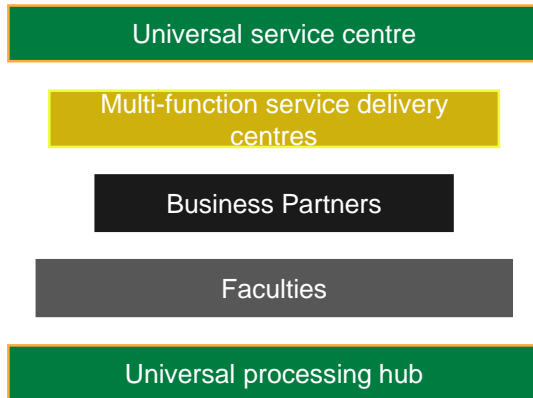 Universal service centre
Multi-function service delivery
centres
Business Partners
Faculties
Universal processing hub